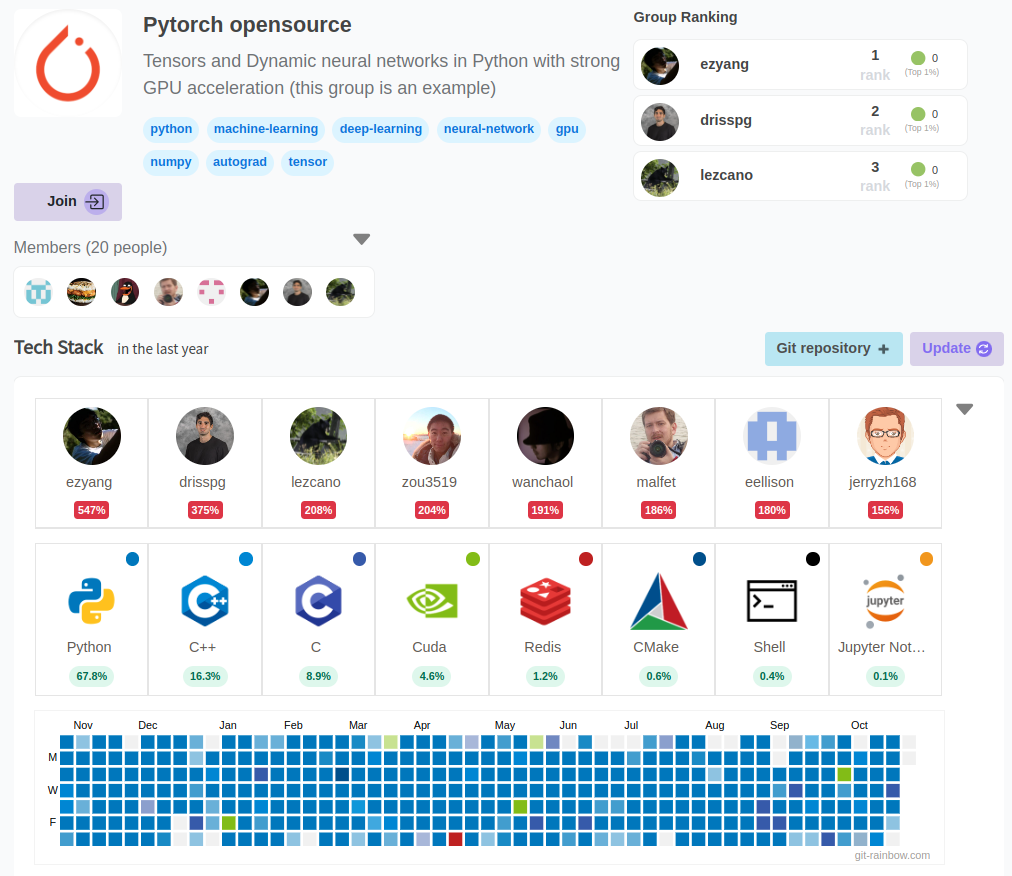 Pytorch opensource
Tensors and Dynamic neural networks in Python with strong
GPU acceleration (this group is an example)
python machine-learning deep-learning neural-network gpu
numpy autograd tensor
Join
Group Ranking
ezyang 1 rank 0 (Top 1%)
drisspg 2 rank 0 (Top 1%)
lezcano 3 rank 0 (Top 1%)
Members (20 people)
Tech Stack in the last year
Git repository + Update
ezyang drisspg lezcano zou3519 wanchaol malfet eellison jerryzh168
547% 375% 208% 204% 191% 186% 180% 156%
jupyter
Python C++ C Cuda Redis CMake Shell Jupyter Not…
67.8% 16.3% 8.9% 4.6% 1.2% 0.6% 0.4% 0.1%
Nov Dec Jan Feb Mar Apr May Jun Jul Aug Sep Oct
M
W
F
git-rainbow.com